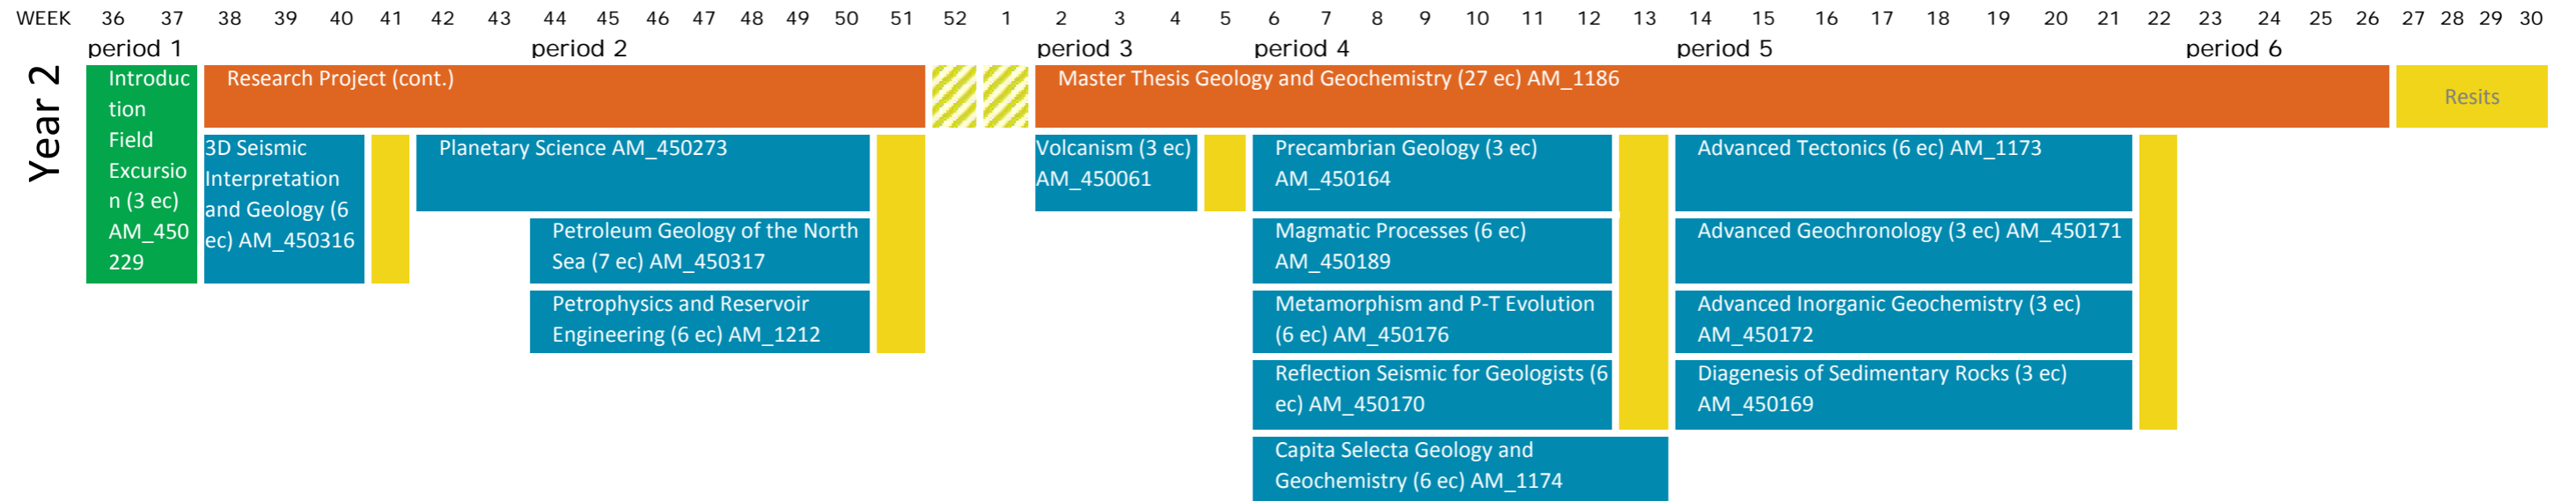 WEEK 36 37 38 39 40 41 42 43 44 45 46 47 48 49 50 51 52 1 2 3 4 5 6 7 8 9 10 11 12 13 14 15 16 17 18 19 20 21 22 23 24 25 26 27 28 29 30
period 1 period 2 period 3 period 4 period 5 period 6
Year 2
Introduc
tion
Field
Excursio
n (3 ec)
AM_450
229
Research Project (cont.)
Master Thesis Geology and Geochemistry (27 ec) AM_1186
Resits
3D Seismic
Interpretation
and Geology (6
ec) AM_450316
Planetary Science AM_450273
Petroleum Geology of the North
Sea (7 ec) AM_450317
Petrophysics and Reservoir
Engineering (6 ec) AM_1212
Volcanism (3 ec)
AM_450061
Precambrian Geology (3 ec)
AM_450164
Magmatic Processes (6 ec)
AM_450189
Metamorphism and P-T Evolution
(6 ec) AM_450176
Reflection Seismic for Geologists (6
ec) AM_450170
Capita Selecta Geology and
Geochemistry (6 ec) AM_1174
Advanced Tectonics (6 ec) AM_1173
Advanced Geochronology (3 ec) AM_450171
Advanced Inorganic Geochemistry (3 ec)
AM_450172
Diagenesis of Sedimentary Rocks (3 ec)
AM_450169